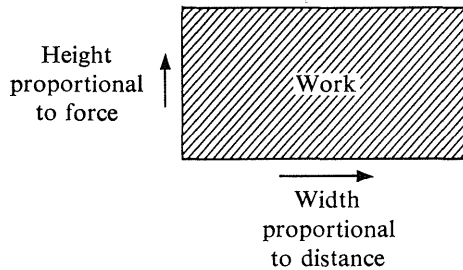 Height
proportional
to force
Work
Width
proportional
to distance